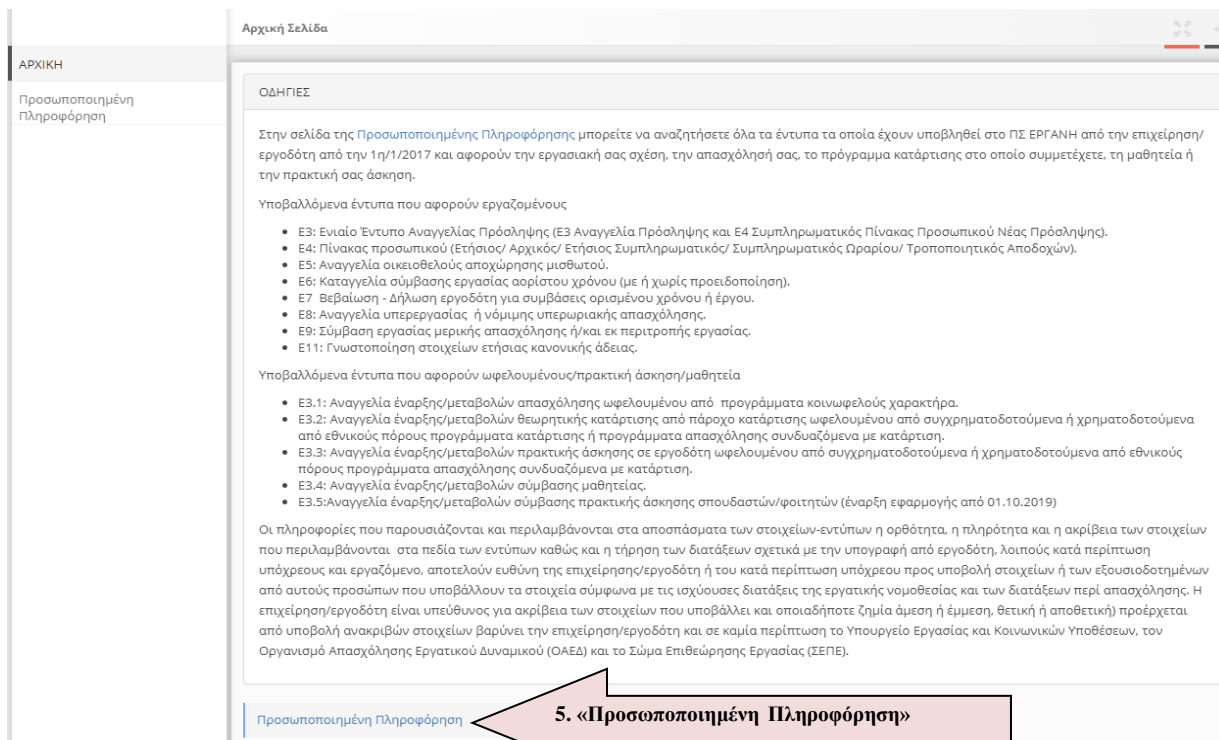 Αρχική Σελίδα
ΑΡΧΙΚΗ
Προσωποποιημένη
Πληροφόρηση
ΟΔΗΓΙΕΣ
Στην σελίδα της Προσωποποιημένης Πληροφόρησης μπορείτε να αναζητήσετε όλα τα έντυπα τα οποία έχουν υποβληθεί στο ΠΣ ΕΡΓΑΝΗ από την επιχείρηση/
εργοδότη από την 1η/1/2017 και αφορούν την εργασιακή σας σχέση, την απασχόλησή σας, το πρόγραμμα κατάρτισης στο οποίο συμμετέχετε, τη μαθητεία ή
την πρακτική σας άσκηση.
Υποβαλλόμενα έντυπα που αφορούν εργαζομένους
• Ε3: Ενιαίο Έντυπο Αναγγελίας Πρόσληψης (Ε3 Αναγγελία Πρόσληψης και Ε4 Συμπληρωματικός Πίνακας Προσωπικού Νέας Πρόσληψης).
• Ε4: Πίνακας προσωπικού (Ετήσιος/ Αρχικός/ Ετήσιος Συμπληρωματικός/ Συμπληρωματικός Ωραρίου/ Τροποποιητικός Αποδοχών).
• Ε5: Αναγγελία οικειοθελούς αποχώρησης μισθωτού.
• Ε6: Καταγγελία σύμβασης εργασίας αορίστου χρόνου (με ή χωρίς προειδοποίηση).
• Ε7 Βεβαίωση - Δήλωση εργοδότη για συμβάσεις ορισμένου χρόνου ή έργου.
• Ε8: Αναγγελία υπερεργασίας ή νόμιμης υπερωριακής απασχόλησης.
• Ε9: Σύμβαση εργασίας μερικής απασχόλησης ή/και εκ περιτροπής εργασίας.
• Ε11: Γνωστοποίηση στοιχείων ετήσιας κανονικής άδειας.
Υποβαλλόμενα έντυπα που αφορούν ωφελουμένους/πρακτική άσκηση/μαθητεία
• Ε3.1: Αναγγελία έναρξης/μεταβολών απασχόλησης ωφελουμένου από προγράμματα κοινωφελούς χαρακτήρα.
• Ε3.2: Αναγγελία έναρξης/μεταβολών θεωρητικής κατάρτισης από πάροχο κατάρτισης ωφελουμένου από συγχρηματοδοτούμενα ή χρηματοδοτούμενα
από εθνικούς πόρους προγράμματα κατάρτισης ή προγράμματα απασχόλησης συνδυαζόμενα με κατάρτιση.
• Ε3.3: Αναγγελία έναρξης/μεταβολών πρακτικής άσκησης σε εργοδότη ωφελουμένου από συγχρηματοδοτούμενα ή χρηματοδοτούμενα από εθνικούς
πόρους προγράμματα απασχόλησης συνδυαζόμενα με κατάρτιση.
• Ε3.4: Αναγγελία έναρξης/μεταβολών σύμβασης μαθητείας.
• Ε3.5:Αναγγελία έναρξης/μεταβολών σύμβασης πρακτικής άσκησης σπουδαστών/φοιτητών (έναρξη εφαρμογής από 01.10.2019)
Οι πληροφορίες που παρουσιάζονται και περιλαμβάνονται στα αποσπάσματα των στοιχείων-εντύπων η ορθότητα, η πληρότητα και η ακρίβεια των στοιχείων
που περιλαμβάνονται στα πεδία των εντύπων καθώς και η τήρηση των διατάξεων σχετικά με την υπογραφή από εργοδότη, λοιπούς κατά περίπτωση
υπόχρεους και εργαζόμενο, αποτελούν ευθύνη της επιχείρησης/εργοδότη ή του κατά περίπτωση υπόχρεου προς υποβολή στοιχείων ή των εξουσιοδοτημένων
από αυτούς προσώπων που υποβάλλουν τα στοιχεία σύμφωνα με τις ισχύουσες διατάξεις της εργατικής νομοθεσίας και των διατάξεων περί απασχόλησης. Η
επιχείρηση/εργοδότη είναι υπεύθυνος για ακρίβεια των στοιχείων που υποβάλλει και οποιαδήποτε ζημία άμεση ή έμμεση, θετική ή αποθετική) προέρχεται
από υποβολή ανακριβών στοιχείων βαρύνει την επιχείρηση/εργοδότη και σε καμία περίπτωση το Υπουργείο Εργασίας και Κοινωνικών Υποθέσεων, τον
Οργανισμό Απασχόλησης Εργατικού Δυναμικού (ΟΑΕΔ) και το Σώμα Επιθεώρησης Εργασίας (ΣΕΠΕ).
Προσωποποιημένη Πληροφόρηση
5. «Προσωποποιημένη Πληροφόρηση»